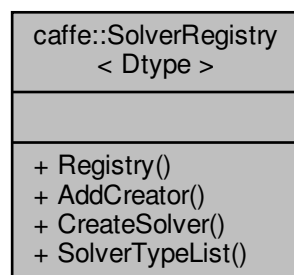 caffe::SolverRegistry
< Dtype >
+ Registry()
+ AddCreator()
+ CreateSolver()
+ SolverTypeList()